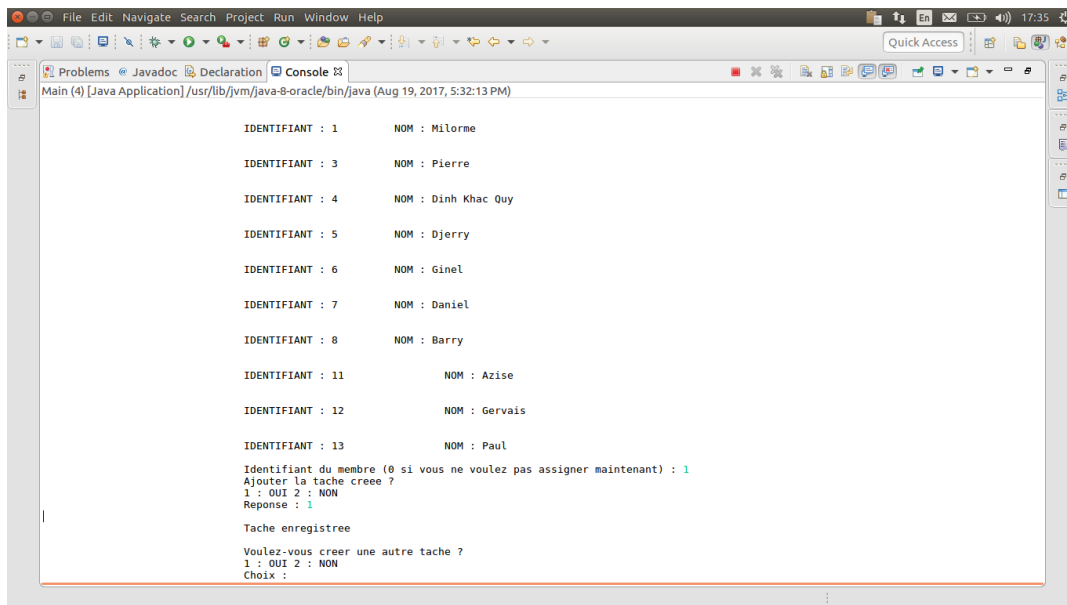 File Edit Navigate Search Project Run Window Help En 17:35
Quick Access
Problems @ Javadoc Declaration Console
Main (4) [Java Application] /usr/lib/jvm/java-8-oracle/bin/java (Aug 19, 2017, 5:32:13 PM)
IDENTIFIANT : 1 NOM : Milorme
IDENTIFIANT : 3 NOM : Pierre
IDENTIFIANT : 4 NOM : Dinh Khac Quy
IDENTIFIANT : 5 NOM : Djerry
IDENTIFIANT : 6 NOM : Ginel
IDENTIFIANT : 7 NOM : Daniel
IDENTIFIANT : 8 NOM : Barry
IDENTIFIANT : 11 NOM : Azise
IDENTIFIANT : 12 NOM : Gervais
IDENTIFIANT : 13 NOM : Paul
Identifiant du membre (0 si vous ne voulez pas assigner maintenant) : 1
Ajouter la tache creee ?
1 : OUI 2 : NON
Reponse : 1
Tache enregistree
Voulez-vous creer une autre tache ?
1 : OUI 2 : NON
Choix :